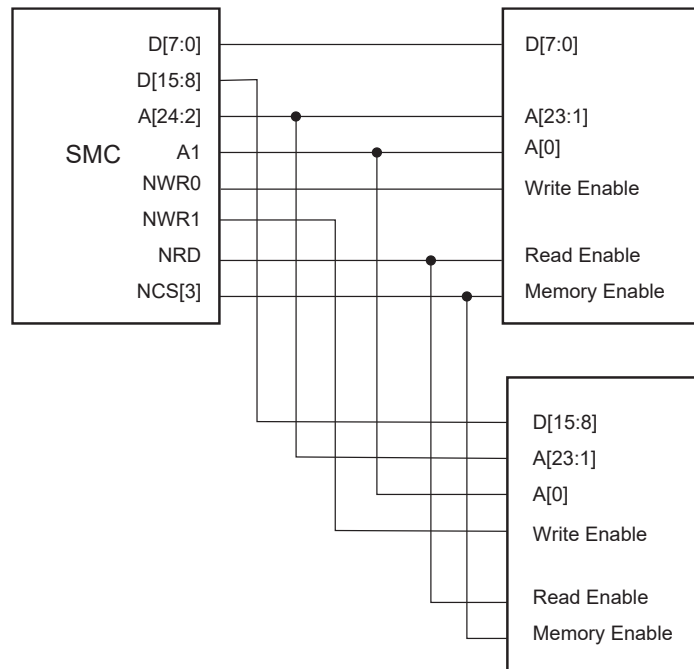 SMC
D[7:0]
D[15:8]
A[24:2]
A1
NWR0
NWR1
NRD
NCS[3]
D[7:0]
A[23:1]
A[0]
Write Enable
Read Enable
Memory Enable
D[15:8]
A[23:1]
A[0]
Write Enable
Read Enable
Memory Enable